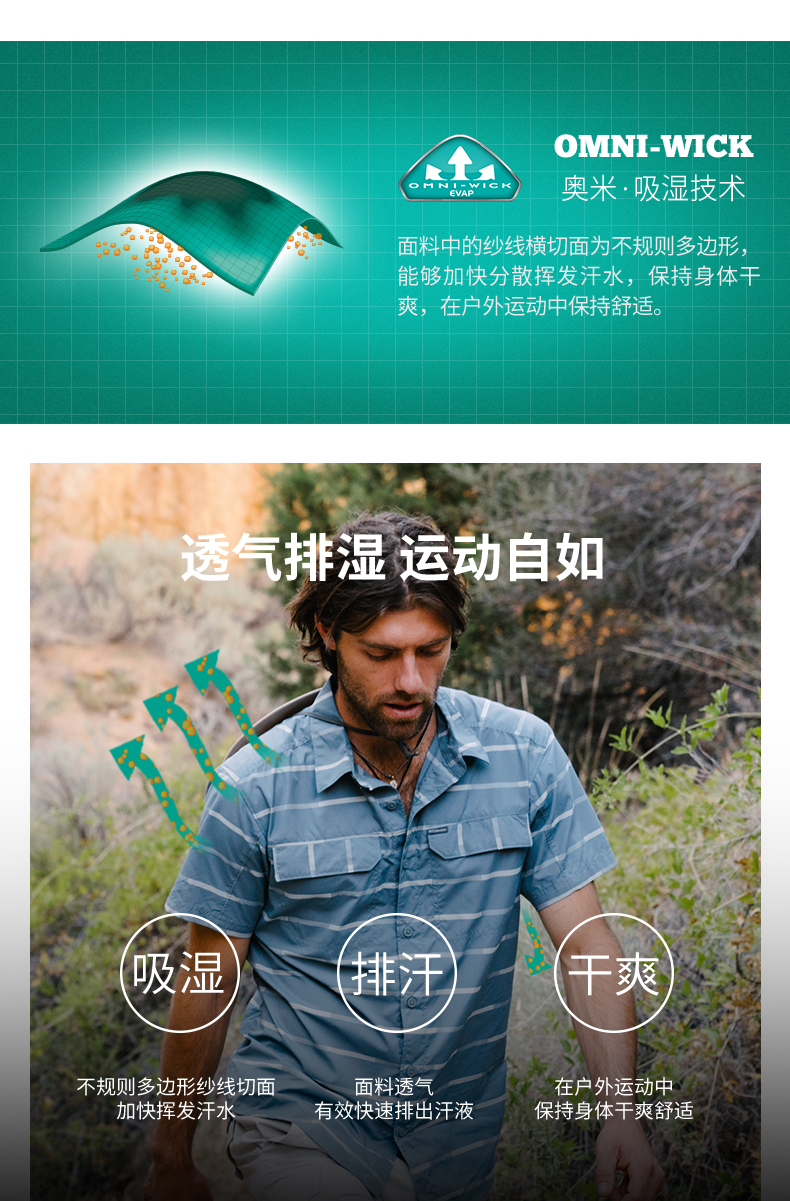 OMNI-WICK
EVAP
OMNI-WICK
奥米·吸湿技术
面料中的纱线横切面为不规则多边形，
能够加快分散挥发汗水，保持身体干
爽，在户外运动中保持舒适。
透气排湿 运动自如
Columbia
吸湿
排汗
干爽
不规则多边形纱线切面
加快挥发汗水
面料透气
有效快速排出汗液
在户外运动中
保持身体干爽舒适